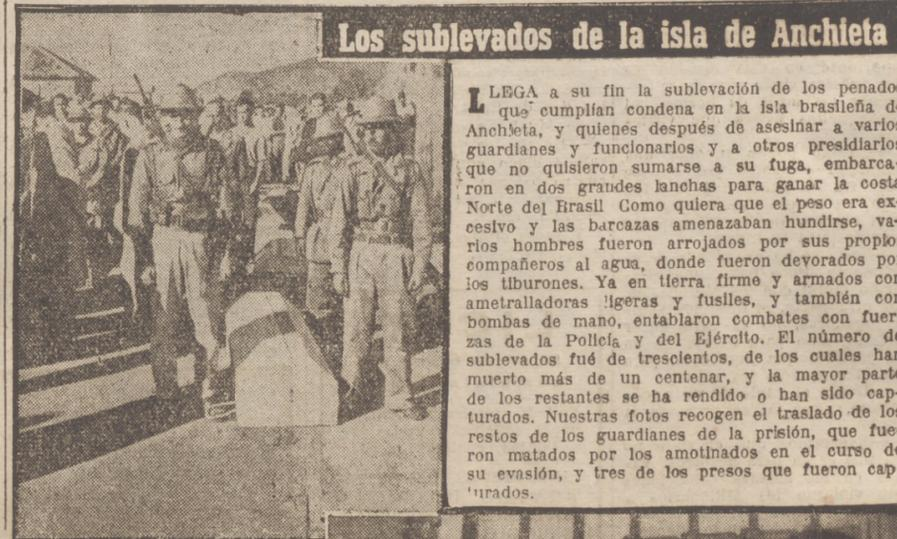 Los sublevados de la isla de Anchieta
LLEGA a su fin la sublevación de los penado
que cumplían condena en la isla brasileña d
Anchieta, y quienes después de asesinar a vario
guardianes y funcionarios y a otros presidiario
que no quisieron sumarse a su fuga, embarca-
ron en dos grandes lanchas para ganar la costa
Norte del Brasil Como quiera que el peso era ex-
cesivo y las barcazas amenazaban hundirse, va-
rios hombres fueron arrojados por sus propio
compañeros al agua, donde fueron devorados po
los tiburones. Ya en tierra firme y armados con
ametralladoras ligeras y fusiles, y también con
bombas de mano, entablaron combates con fuer
zas de la Policía y del Ejército. El número de
sublevados fué de trescientos, de los cuales han
muerto más de un centenar, y la mayor parte
de los restantes se ha rendido o han sido cap-
turados. Nuestras fotos recogen el traslado de los
restos de los guardianes de la prisión, que fue
ron matados por los amotinados en el curso de
su evasión, y tres de los presos que fueron cap
turados.